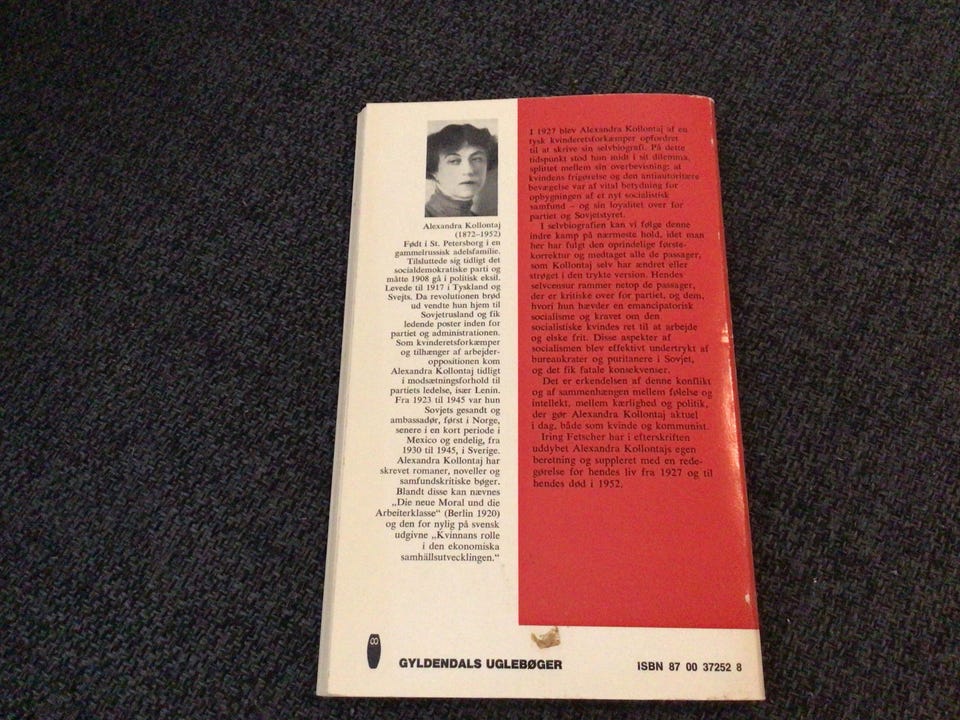 Alexandra Kollontaj
(1872–1952)
Født i St. Petersborg i en
gammelrussisk adelsfamilie.
Tilsluttede sig tidligt det
socialdemokratiske parti og
måtte 1908 gå i politisk eksil.
Levede til 1917 i Tyskland og
Svejts. Da revolutionen brød
ud vendte hun hjem til
Sovjetrusland og fik
ledende poster inden for
partiet og administrationen.
Som kvinderetsforkæmper
og tilhænger af arbejder-
oppositionen kom
Alexandra Kollontaj tidligt
i modsætningsforhold til
partiets ledelse, især Lenin.
Fra 1923 til 1945 var hun
Sovjets gesandt og
ambassadør, først i Norge,
senere i en kort periode i
Mexico og endelig, fra
1930 til 1945, i Sverige.
Alexandra Kollontaj har
skrevet romaner, noveller og
samfundskritiske bøger.
Blandt disse kan nævnes
„Die neue Moral und die
Arbeiterklasse“ (Berlin 1920)
og den for nylig på svensk
udgivne „Kvinnans rolle
i den ekonomiska
samhällsutvecklingen.“
I 1927 blev Alexandra Kollontaj af en
tysk kvinderetsforkæmper opfordret
til at skrive sin selvbiografi. På dette
tidspunkt stod hun midt i sit dilemma,
splittet mellem sin overbevisning: at
kvindens frigørelse og den antiautoritære
bevægelse var af vital betydning for
opbygningen af et nyt socialistisk
samfund – og sin loyalitet over for
partiet og Sovjetstyret.
I selvbiografien kan vi følge denne
indre kamp på nærmeste hold, idet man
her har fulgt den oprindelige første-
korrektur og medtaget alle de passager,
som Kollontaj selv har ændret eller
strøget i den trykte version. Hendes
selvcensur rammer netop de passager,
der er kritiske over for partiet, og dem,
hvori hun hævder en emancipatorisk
socialisme og kravet om den
socialistiske kvindes ret til at arbejde
og elske frit. Disse aspekter af
socialismen blev effektivt undertrykt af
bureaukrater og puritanere i Sovjet,
og det fik fatale konsekvenser.
Det er erkendelsen af denne konflikt
og af sammenhængen mellem følelse og
intellekt, mellem kærlighed og politik,
der gør Alexandra Kollontaj aktuel
i dag, både som kvinde og kommunist.
Iring Fetscher har i efterskriften
uddybet Alexandra Kollontajs egen
beretning og suppleret med en rede-
gørelse for hendes liv fra 1927 og til
hendes død i 1952.
GYLDENDALS UGLEBØGER
ISBN 87 00 37252 8